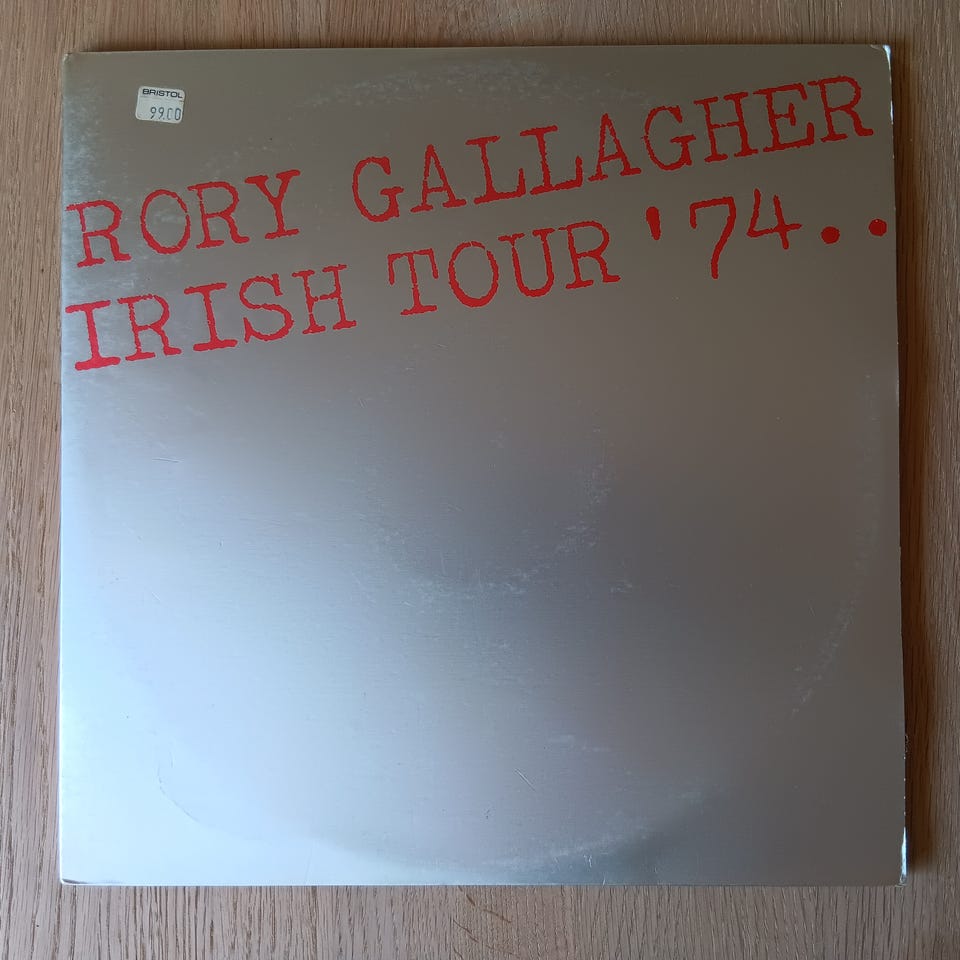 BRISTOL
99.00
RORY GALLAGHER
IRISH TOUR '74..